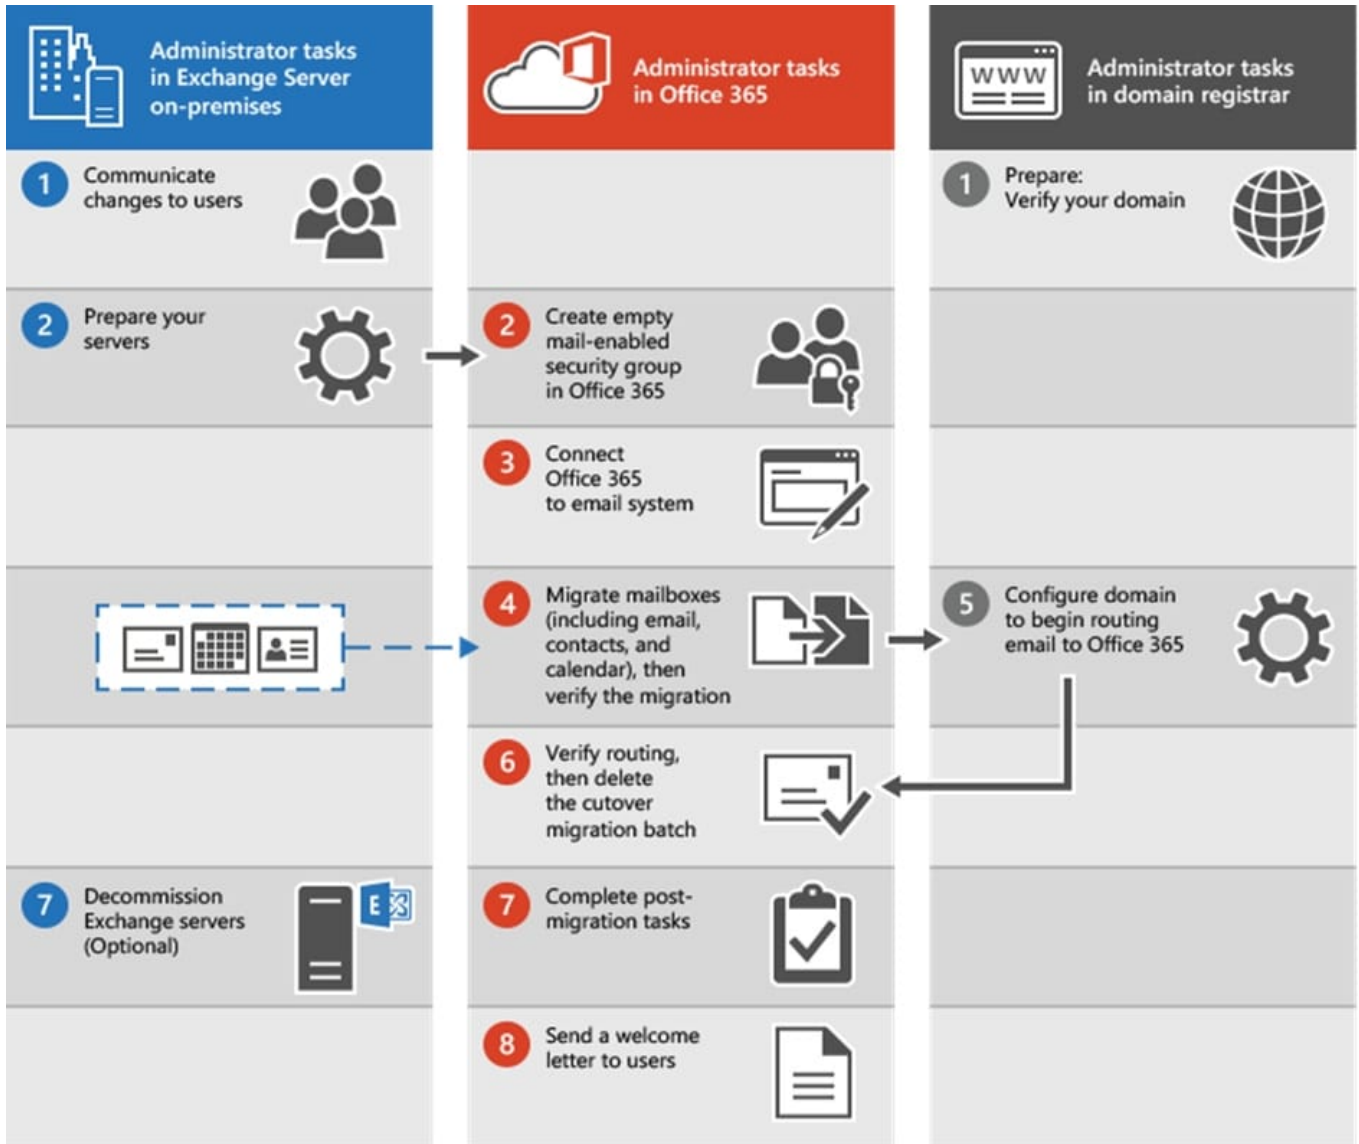 Administrator tasks
in Exchange Server
on-premises
Administrator tasks
in Office 365
WWW
Administrator tasks
in domain registrar
1
Communicate
changes to users
1
Prepare:
Verify your domain
2
Prepare your
servers
2
Create empty
mail-enabled
security group
in Office 365
3
Connect
Office 365
to email system
4
Migrate mailboxes
(including email,
contacts, and
calendar), then
verify the migration
5
Configure domain
to begin routing
email to Office 365
6
Verify routing,
then delete
the cutover
migration batch
7
Decommission
Exchange servers
(Optional)
E
7
Complete post-
migration tasks
8
Send a welcome
letter to users